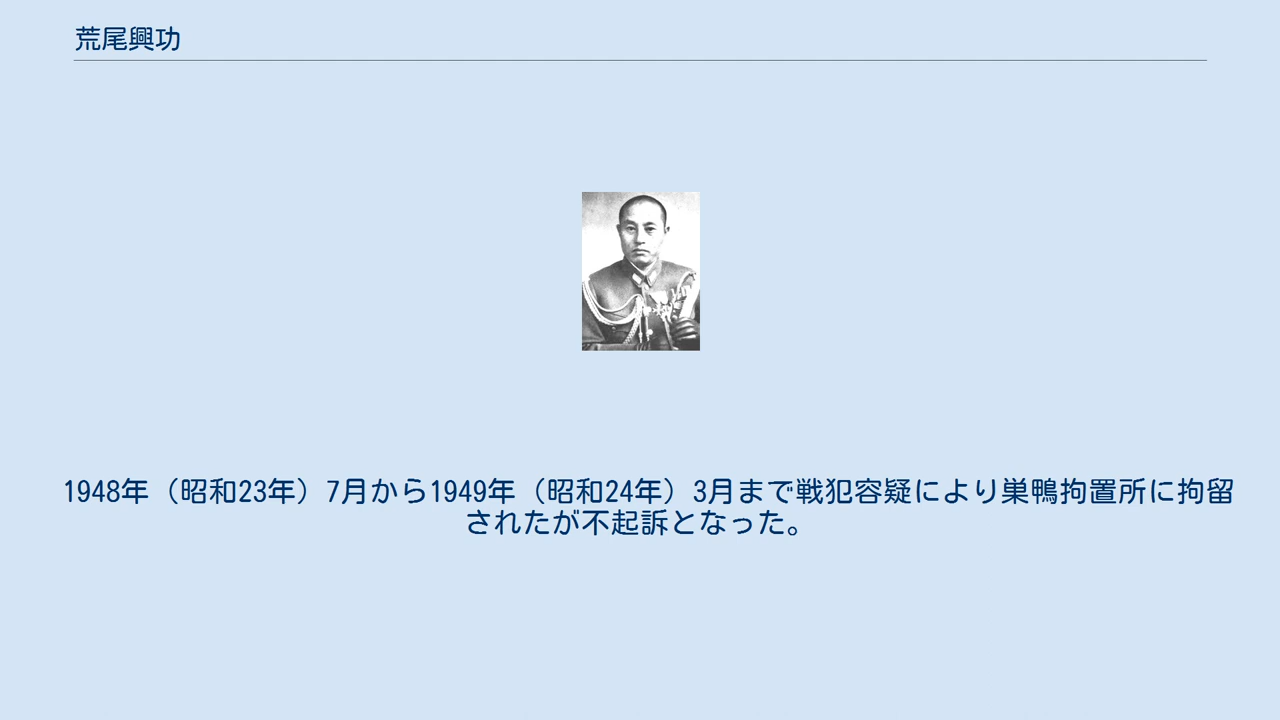 荒尾興功
1948年（昭和23年）7月から1949年（昭和24年）3月まで戦犯容疑により巣鴨拘置所に拘留
されたが不起訴となった。